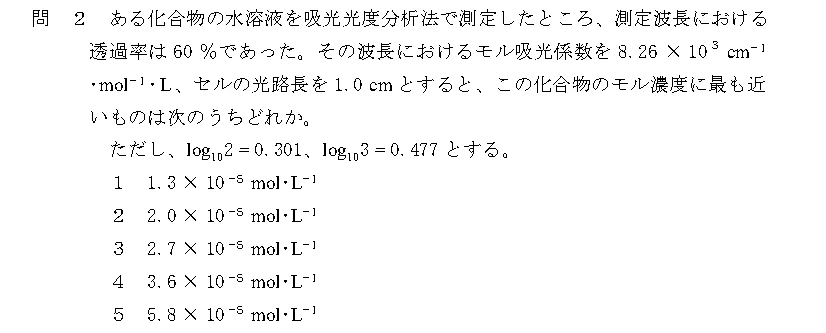 問 2 ある化合物の水溶液を吸光光度分析法で測定したところ、測定波長における
透過率は 60 %であった。その波長におけるモル吸光係数を 8.26 × 10³ cm⁻¹
・mol⁻¹・L、セルの光路長を 1.0 cm とすると、この化合物のモル濃度に最も近
いものは次のうちどれか。
ただし、log₁₀2 = 0.301、log₁₀3 = 0.477 とする。
1 1.3 × 10⁻⁵ mol・L⁻¹
2 2.0 × 10⁻⁵ mol・L⁻¹
3 2.7 × 10⁻⁵ mol・L⁻¹
4 3.6 × 10⁻⁵ mol・L⁻¹
5 5.8 × 10⁻⁵ mol・L⁻¹